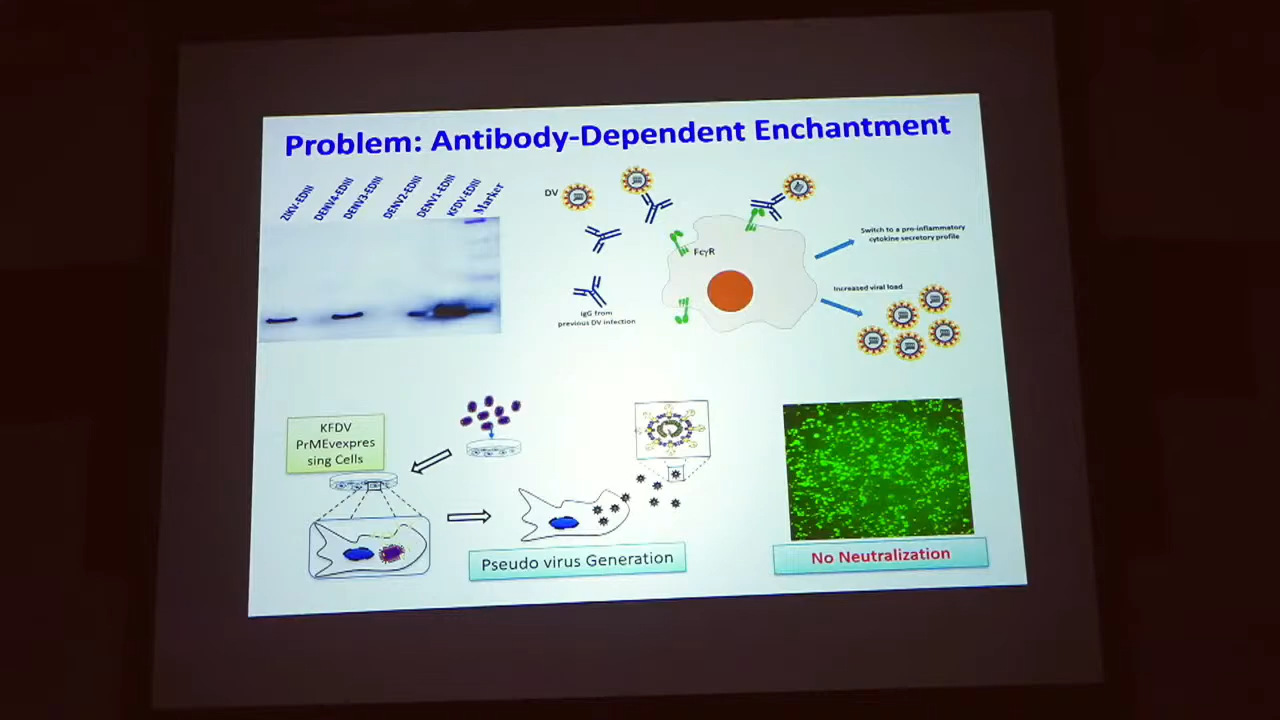 Problem: Antibody-Dependent Enchantment
ZIKV-EDIII
DENV4-EDIII
DENV3-EDIII
DENV2-EDIII
DENV1-EDIII
KFDV-EDIII
Marker
DV
FcγR
IgG from
previous DV infection
Switch to a pro-inflammatory
cytokine secretory profile
Increased viral load
KFDV
PrMEvexpres
sing Cells
Pseudo virus Generation
No Neutralization